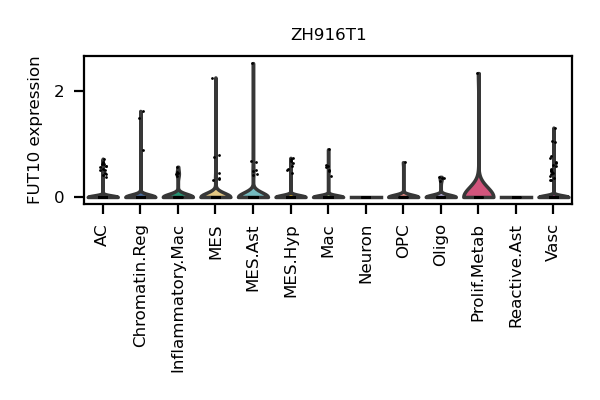 ZH916T1
FUT10 expression
2
0
AC
Chromatin.Reg
Inflammatory.Mac
MES
MES.Ast
MES.Hyp
Mac
Neuron
OPC
Oligo
Prolif.Metab
Reactive.Ast
Vasc